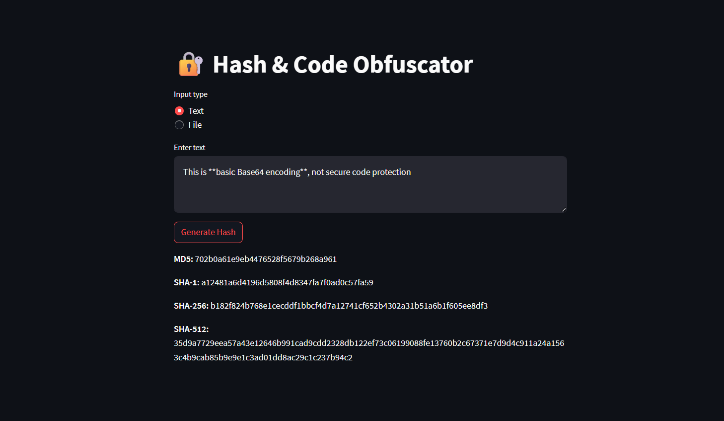 Hash & Code Obfuscator
Input type
Text
File
Enter text
This is **basic Base64 encoding**, not secure code protection
Generate Hash
MD5: 702b0a61e9eb4476528f5679b268a961
SHA-1: a12481a6d4196d5808f4d8347fa7f0ad0c57fa59
SHA-256: b182f824b768e1cecddf1bbcf4d7a12741cf652b4302a31b51a6b1f605ee8df3
SHA-512:
35d9a7729eea57a43e12646b991cad9cdd2328db122ef73c06199088fe13760b2c67371e7d9d4c911a24a156
3c4b9cab85b9e9e1c3ad01dd8ac29c1c237b94c2